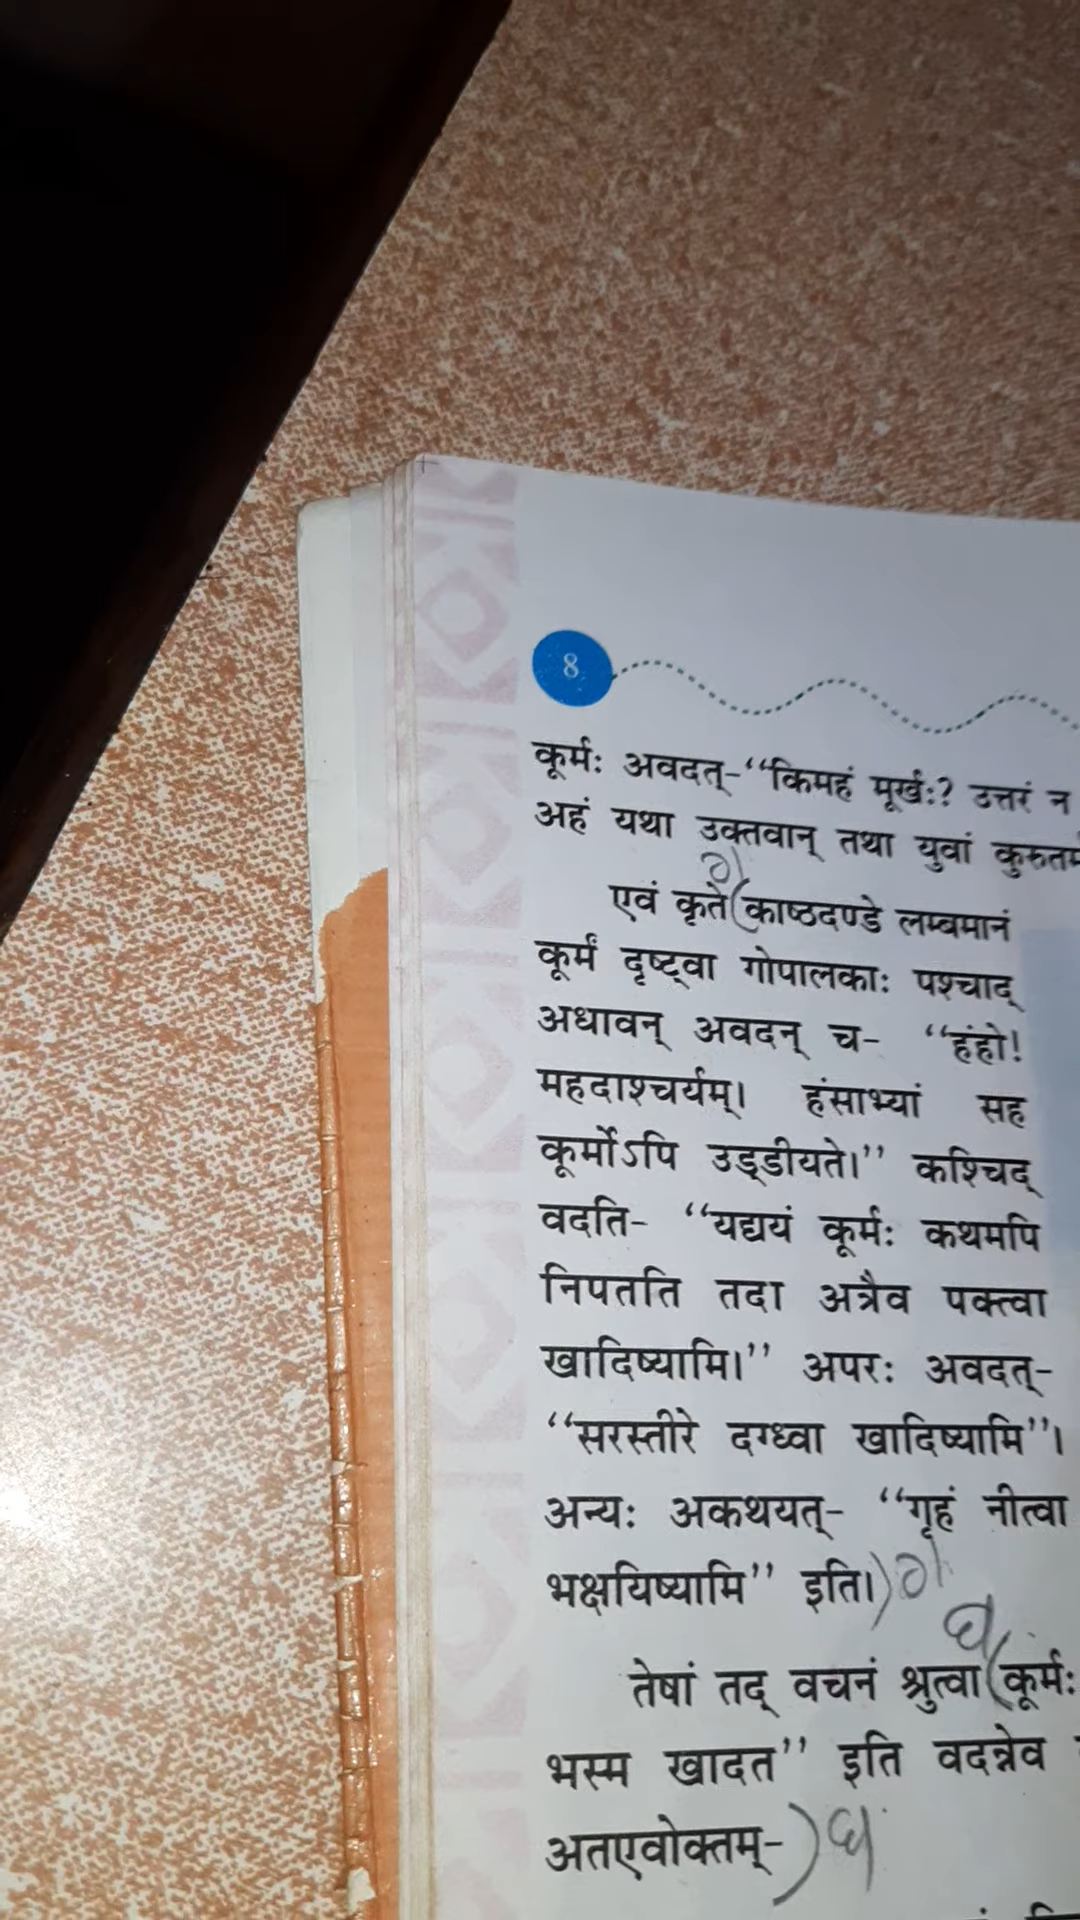 8
कूर्मः अवदत्-“किमहं मूर्खः? उत्तरं न
अहं यथा उक्तवान् तथा युवां
एवं कृते (काष्ठदण्डे लम्बमानं
कूर्मं दृष्ट्वा गोपालकाः पश्चाद्
अधावन् अवदन् च- “हंहो!
महदाश्चर्यम्। हंसाभ्यां सह
कूर्मोऽपि उड्डीयते।” कश्चिद्
वदति- “यद्ययं कूर्मः कथमपि
निपतति तदा अत्रैव पक्त्वा
खादिष्यामि।” अपरः अवदत्-
“सरस्तीरे दग्ध्वा खादिष्यामि”।
अन्यः अकथयत्- “गृहं नीत्वा
भक्षयिष्यामि” इति।)
तेषां तद् वचनं श्रुत्वा (कूर्मः
भस्म खादत” इति वदन्नेव
अतएवोक्तम्-)